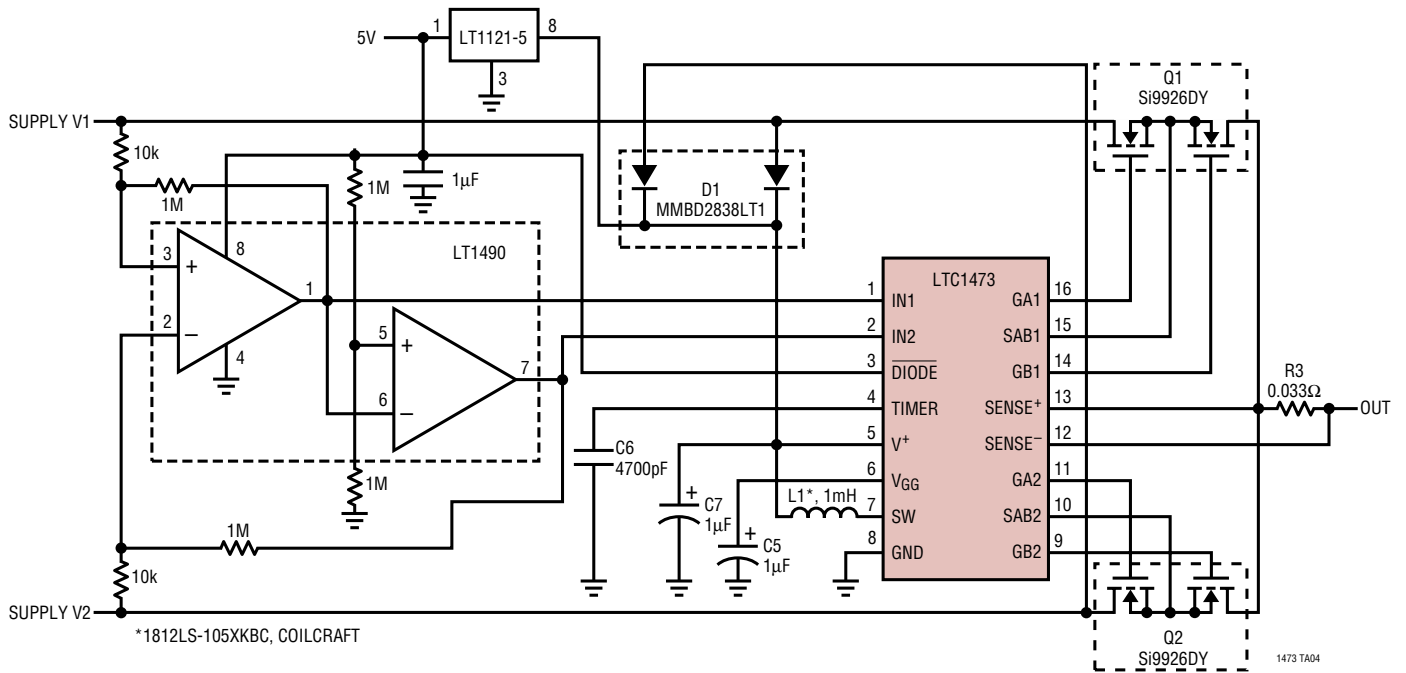 5V
1
LT1121-5
8
3
Q1
Si9926DY
SUPPLY V1
10k
1M
1M
1µF
D1
MMBD2838LT1
LT1490
3
+
8
1
2
–
4
5
+
7
6
–
1M
1M
10k
SUPPLY V2
*1812LS-105XKBC, COILCRAFT
C6
4700pF
+
C7
1µF
+
C5
1µF
L1*, 1mH
LTC1473
1
IN1
GA1
16
2
IN2
SAB1
15
3
DIODE
GB1
14
4
TIMER
SENSE+
13
5
V+
SENSE–
12
6
VGG
GA2
11
7
SW
SAB2
10
8
GND
GB2
9
R3
0.033Ω
OUT
Q2
Si9926DY
1473 TA04